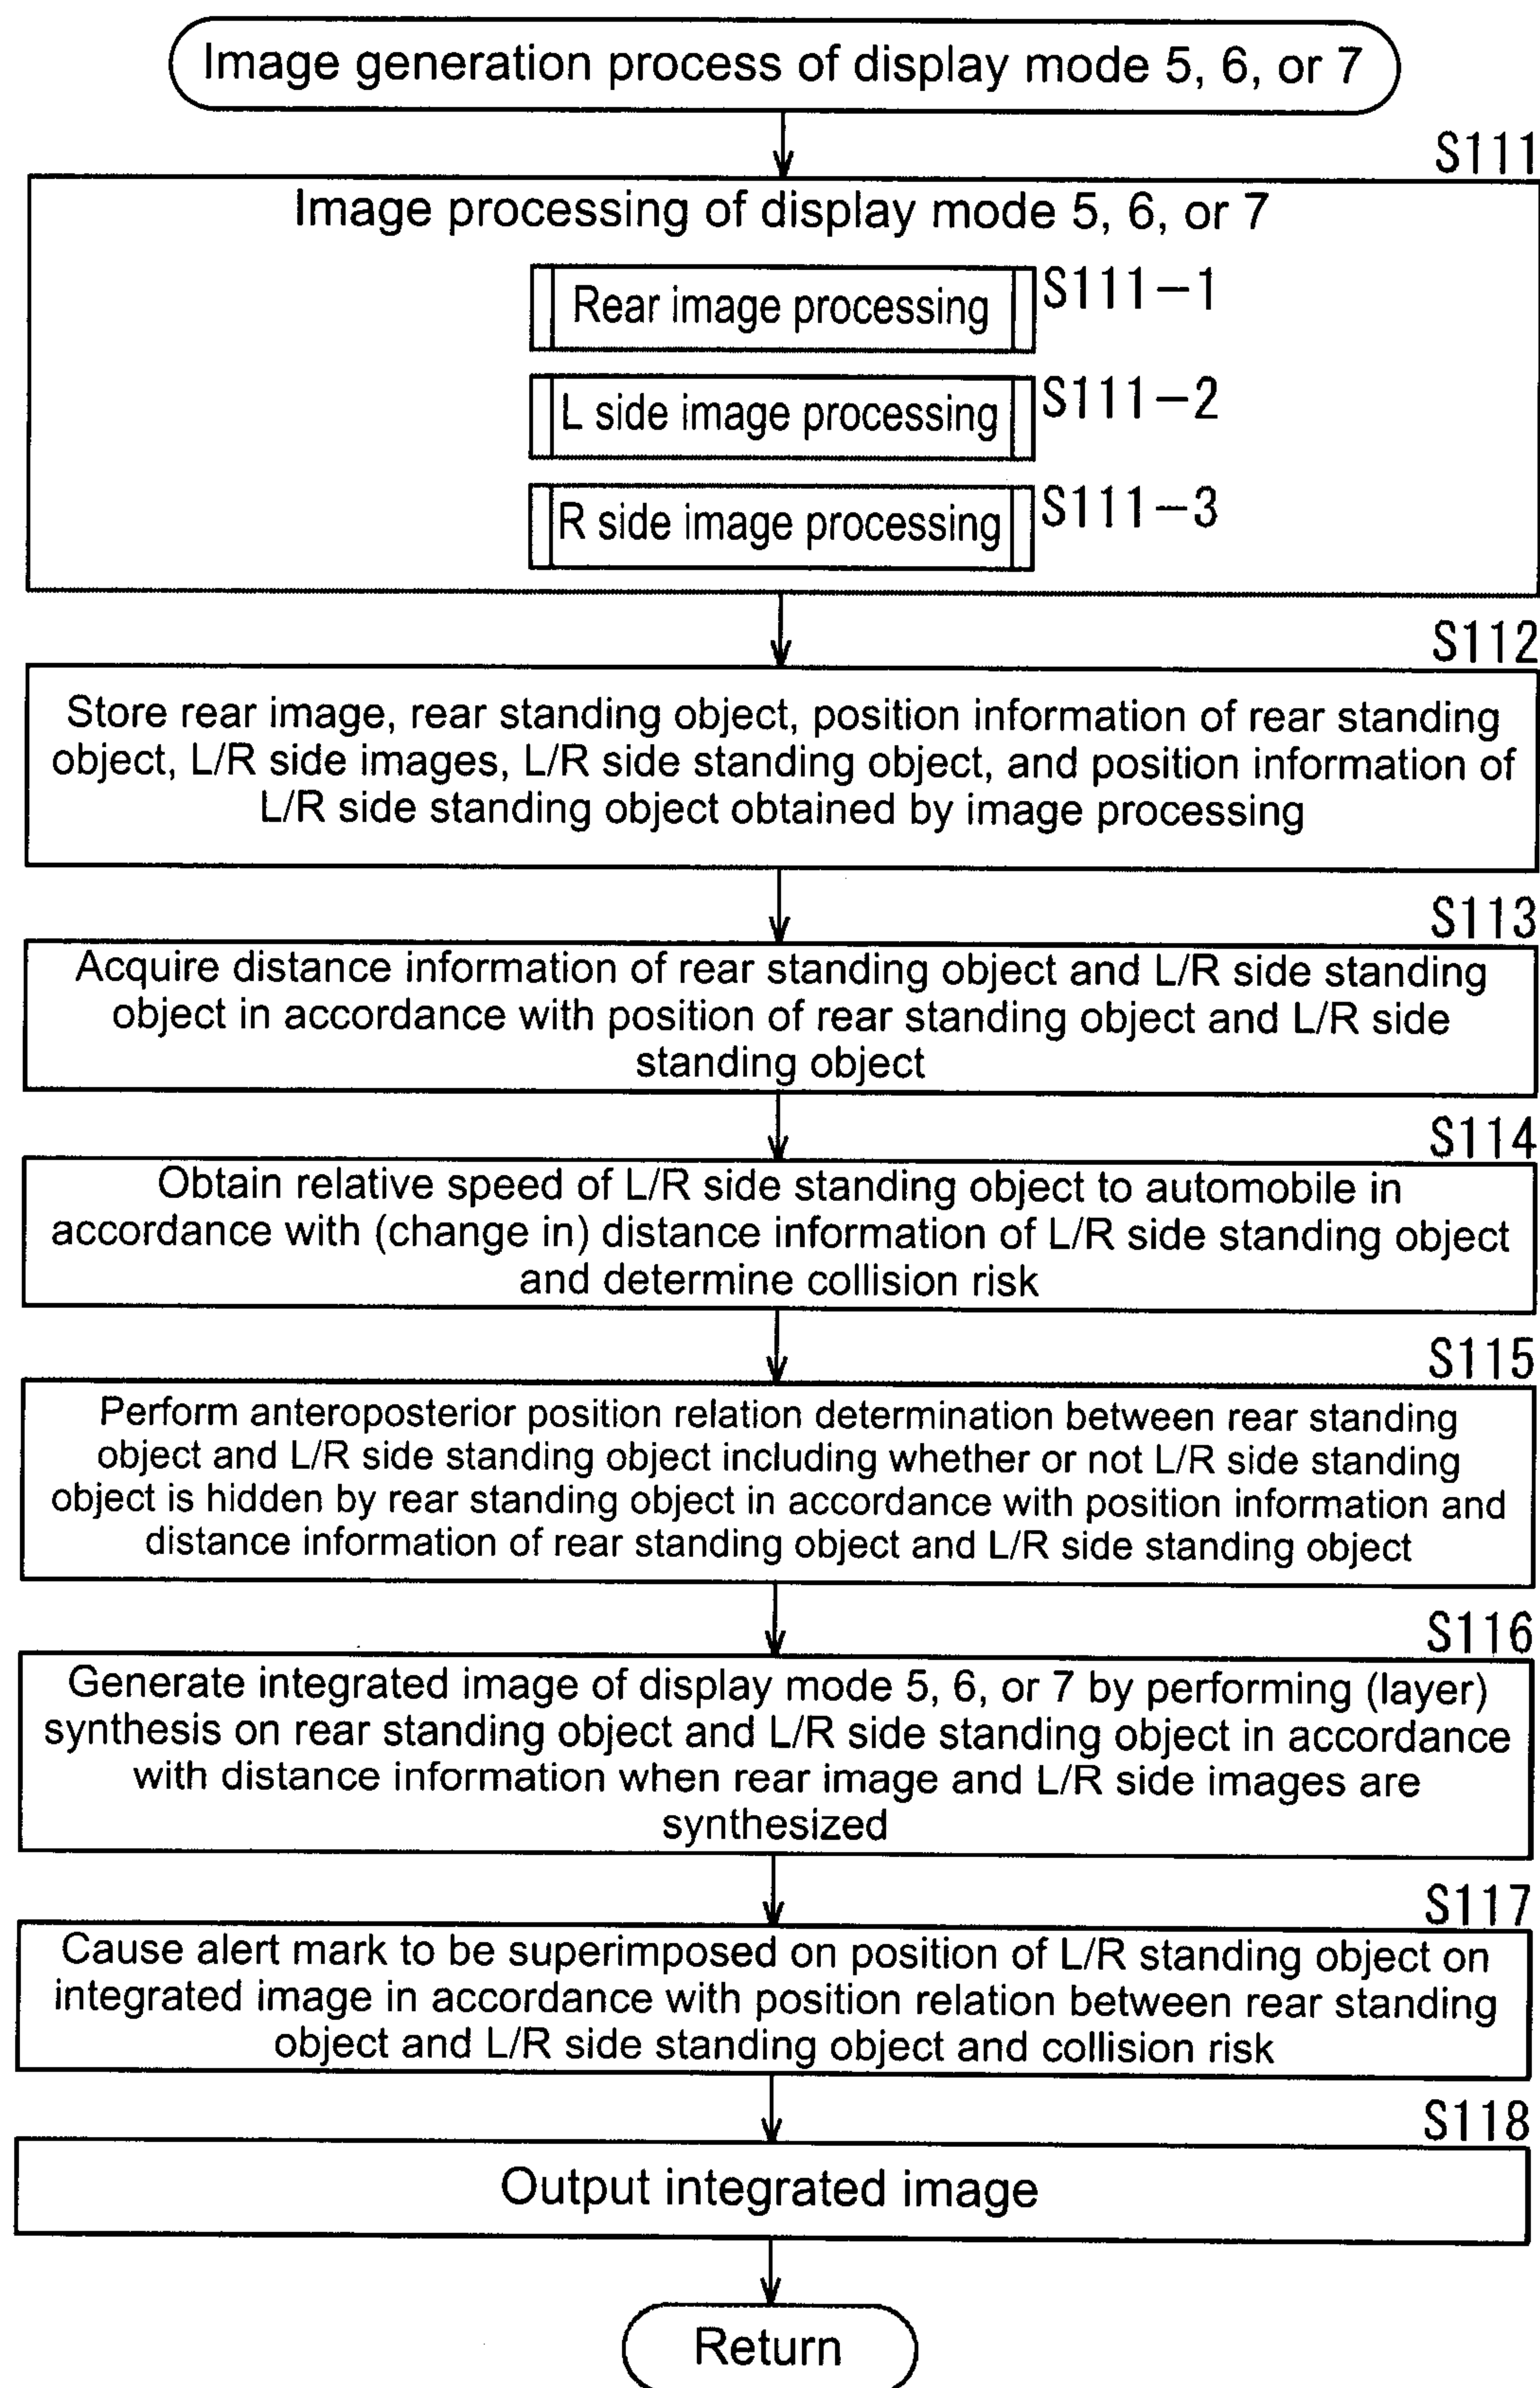 Image generation process of display mode 5, 6, or 7
S111
Image processing of display mode 5, 6, or 7
Rear image processing
S111-1
L side image processing
S111-2
R side image processing
S111-3
S112
Store rear image, rear standing object, position information of rear standing
object, L/R side images, L/R side standing object, and position information of
L/R side standing object obtained by image processing
S113
Acquire distance information of rear standing object and L/R side standing
object in accordance with position of rear standing object and L/R side
standing object
S114
Obtain relative speed of L/R side standing object to automobile in
accordance with (change in) distance information of L/R side standing object
and determine collision risk
S115
Perform anteroposterior position relation determination between rear standing
object and L/R side standing object including whether or not L/R side standing
object is hidden by rear standing object in accordance with position information and
distance information of rear standing object and L/R side standing object
S116
Generate integrated image of display mode 5, 6, or 7 by performing (layer)
synthesis on rear standing object and L/R side standing object in accordance
with distance information when rear image and L/R side images are
synthesized
S117
Cause alert mark to be superimposed on position of L/R standing object on
integrated image in accordance with position relation between rear standing
object and L/R side standing object and collision risk
S118
Output integrated image
Return